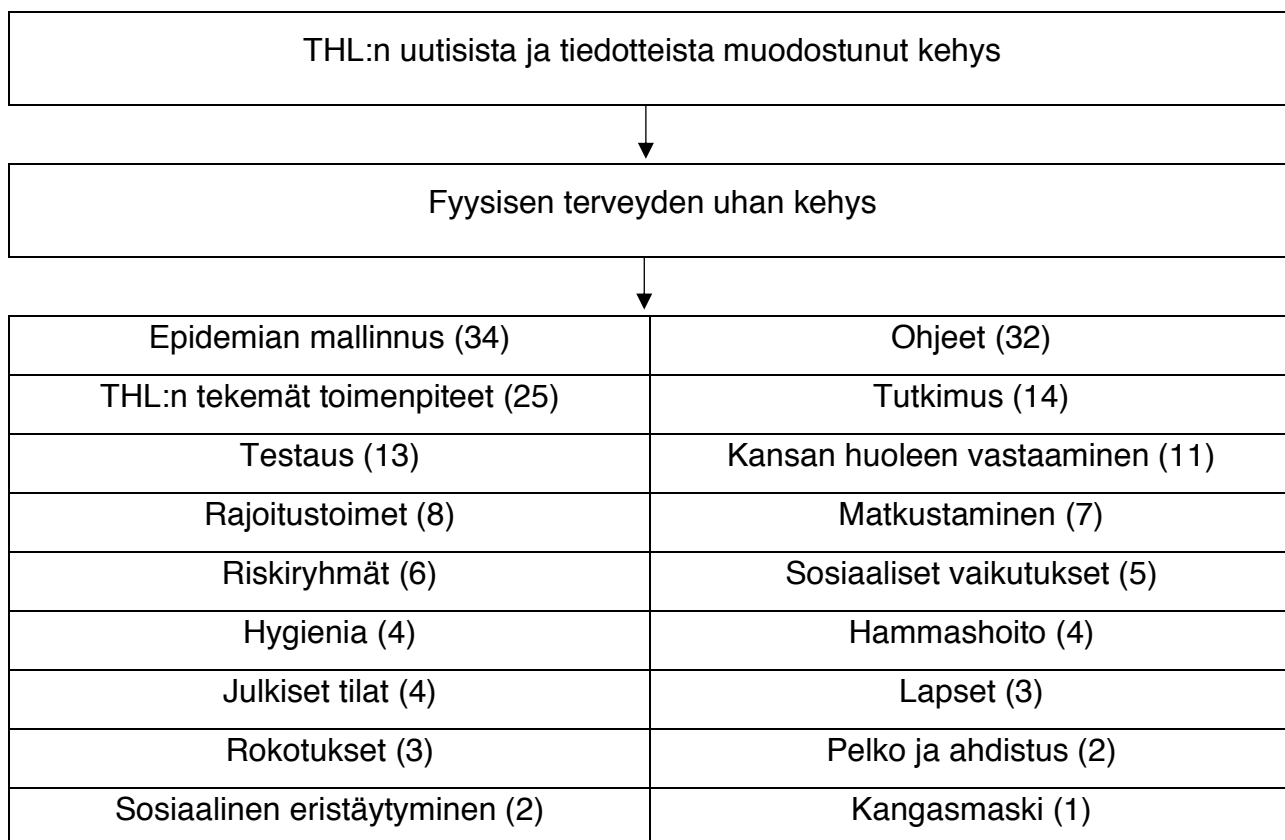 THL:n uutisista ja tiedotteista muodostunut kehys
Fyysisen terveyden uhan kehys
Epidemian mallinnus (34)
Ohjeet (32)
THL:n tekemät toimenpiteet (25)
Tutkimus (14)
Testaus (13)
Kansan huoleen vastaaminen (11)
Rajoitustoimet (8)
Matkustaminen (7)
Riskiryhmät (6)
Sosiaaliset vaikutukset (5)
Hygienia (4)
Hammashoito (4)
Julkiset tilat (4)
Lapset (3)
Rokotukset (3)
Pelko ja ahdistus (2)
Sosiaalinen eristäytyminen (2)
Kangasmaski (1)